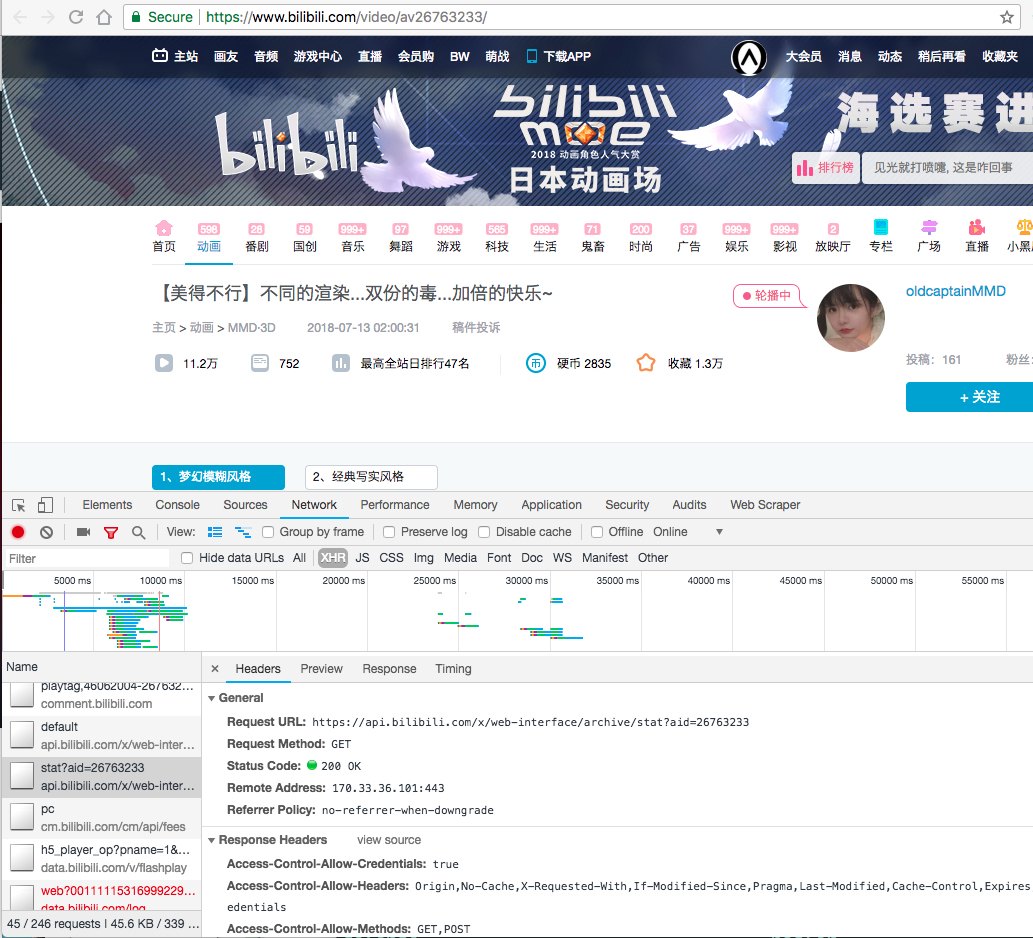 Secure https://www.bilibili.com/video/av26763233/
主站 画友 音频 游戏中心 直播 会员购 BW 萌战 下载APP 大会员 消息 动态 稍后再看 收藏夹
bilibili bilibili moe 海选赛进
2018 动画角色人气大赏
日本动画场
排行榜 见光就打喷嚏, 这是咋回事
596 28 59 999+ 97 999+ 565 999+ 71 200 37 999+ 999+ 2
首页 动画 番剧 国创 音乐 舞蹈 游戏 科技 生活 鬼畜 时尚 广告 娱乐 影视 放映厅 专栏 广场 直播 小黑
【美得不行】不同的渲染...双份的毒...加倍的快乐~
轮播中
oldcaptainMMD
主页 > 动画 > MMD·3D 2018-07-13 02:00:31 稿件投诉
投稿：161 粉丝:
11.2万 752 最高全站日排行47名 币 硬币 2835 收藏 1.3万
+ 关注
1、梦幻模糊风格 2、经典写实风格
Elements Console Sources Network Performance Memory Application Security Audits Web Scraper
View: Group by frame Preserve log Disable cache Offline Online
Filter Hide data URLs All XHR JS CSS Img Media Font Doc WS Manifest Other
5000 ms 10000 ms 15000 ms 20000 ms 25000 ms 30000 ms 35000 ms 40000 ms 45000 ms 50000 ms 55000 ms
Name
playtag,46062004-267632...
comment.bilibili.com
default
api.bilibili.com/x/web-inter...
stat?aid=26763233
api.bilibili.com/x/web-inter...
pc
cm.bilibili.com/cm/api/fees
h5_player_op?pname=1&...
data.bilibili.com/v/flashplay
web?00111115316999229...
data.bilibili.com/log
45 / 246 requests | 45.6 KB / 339 ...
× Headers Preview Response Timing
General
Request URL: https://api.bilibili.com/x/web-interface/archive/stat?aid=26763233
Request Method: GET
Status Code: 200 OK
Remote Address: 170.33.36.101:443
Referrer Policy: no-referrer-when-downgrade
Response Headers view source
Access-Control-Allow-Credentials: true
Access-Control-Allow-Headers: Origin,No-Cache,X-Requested-With,If-Modified-Since,Pragma,Last-Modified,Cache-Control,Expires
edentials
Access-Control-Allow-Methods: GET,POST